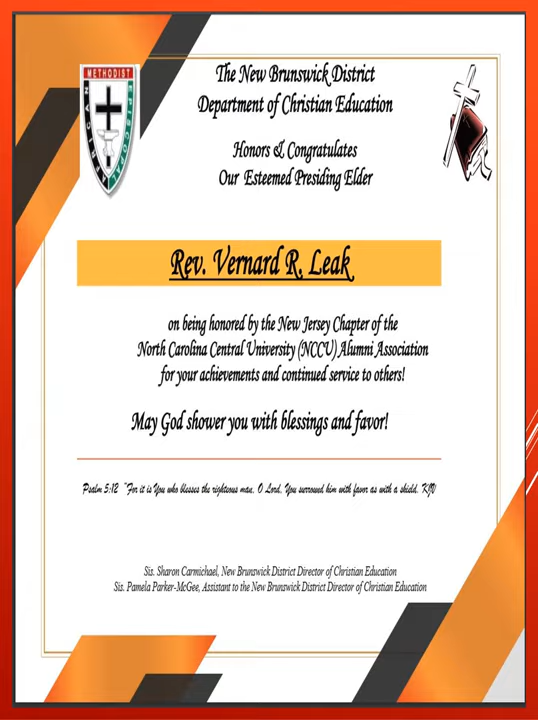 METHODIST
AFRICAN
EPISCOPAL
The New Brunswick District
Department of Christian Education
Honors & Congratulates
Our Esteemed Presiding Elder
Rev. Vernard R. Leak
on being honored by the New Jersey Chapter of the
North Carolina Central University (NCCU) Alumni Association
for your achievements and continued service to others!
May God shower you with blessings and favor!
Psalm 5:12 "For it is You who blesses the righteous man, O Lord, You surround him with favor as with a shield. KJV
Sis. Sharon Carmichael, New Brunswick District Director of Christian Education
Sis. Pamela Parker-McGee, Assistant to the New Brunswick District Director of Christian Education